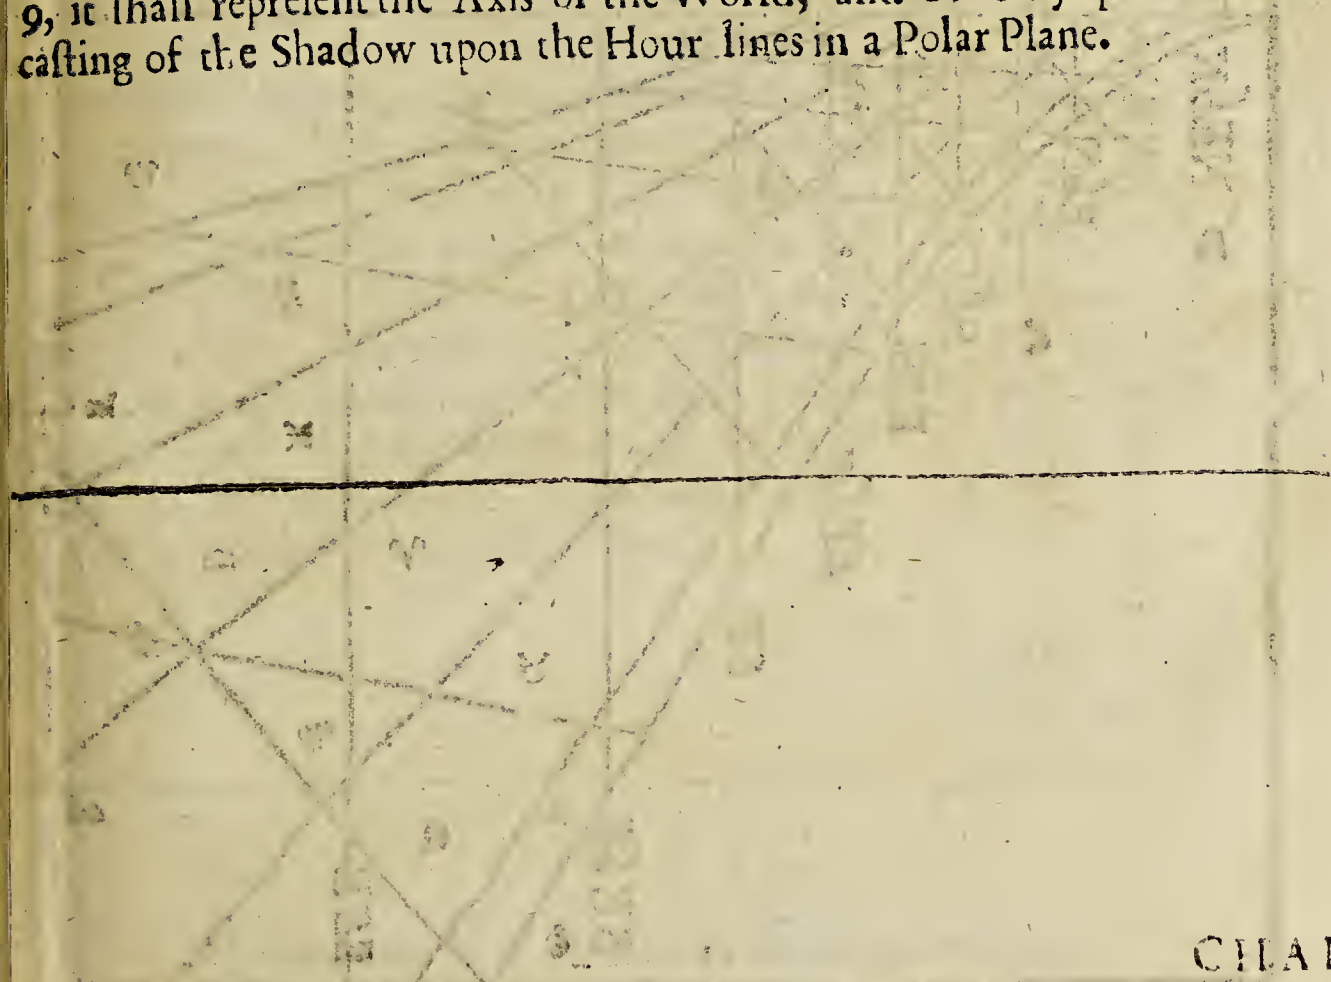 9, it ſhall repreſent the Axis of the World, and
caſting of the Shadow upon the Hour lines in a Polar Plane.
CHAP